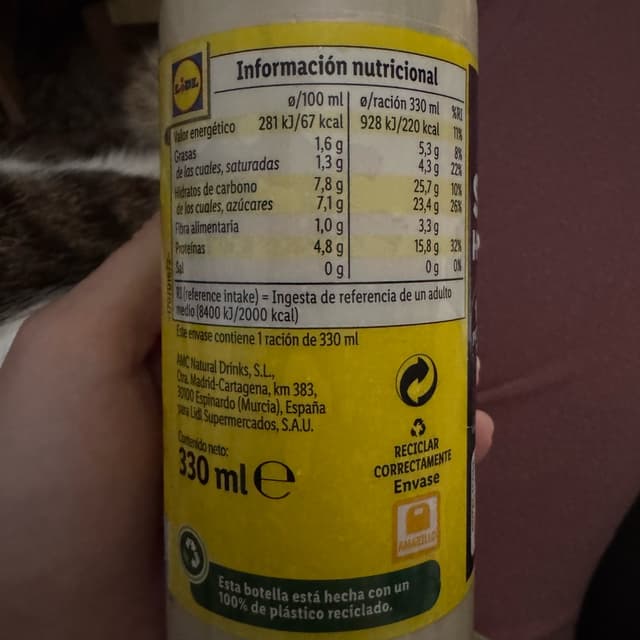 LIDL
Información nutricional
ø/100 ml ø/ración 330 ml %RI
Valor energético 281 kJ/67 kcal 928 kJ/220 kcal 11%
Grasas 1,6 g 5,3 g 8%
de las cuales, saturadas 1,3 g 4,3 g 22%
Hidratos de carbono 7,8 g 25,7 g 10%
de los cuales, azúcares 7,1 g 23,4 g 26%
Fibra alimentaria 1,0 g 3,3 g
Proteínas 4,8 g 15,8 g 32%
Sal 0 g 0 g 0%
RI (reference intake) = Ingesta de referencia de un adulto
medio (8400 kJ/2000 kcal)
Este envase contiene 1 ración de 330 ml
AMC Natural Drinks, S.L.,
Ctra. Madrid-Cartagena, km 383,
30100 Espinardo (Murcia), España
para Lidl Supermercados, S.A.U.
Contenido neto:
330 ml e
RECICLAR
CORRECTAMENTE
Envase
AMARILLO
Esta botella está hecha con un
100% de plástico reciclado.